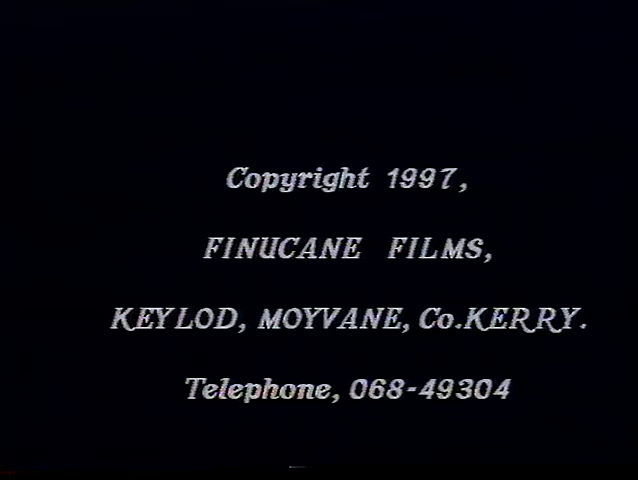 Copyright 1997,
FINUCANE FILMS,
KEYLOD, MOYVANE, Co.KERRY.
Telephone, 068-49304